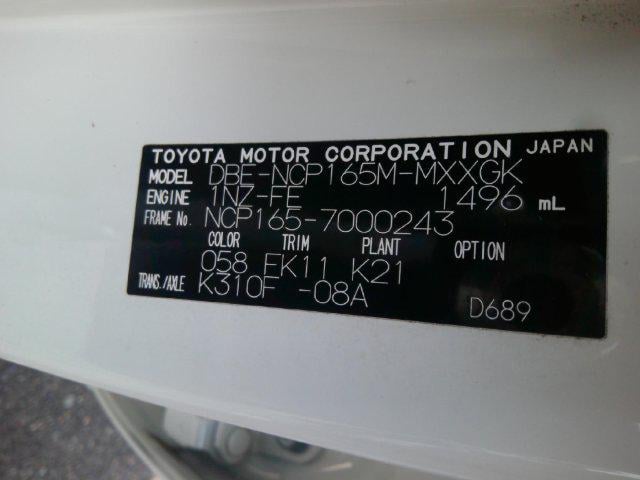 TOYOTA MOTOR CORPORATION JAPAN
MODEL DBE-NCP165M-MXXGK
ENGINE 1NZ-FE 1496 mL
FRAME No. NCP165-7000243
COLOR TRIM PLANT OPTION
058 FK11 K21
TRANS./AXLE K310F -08A
D689